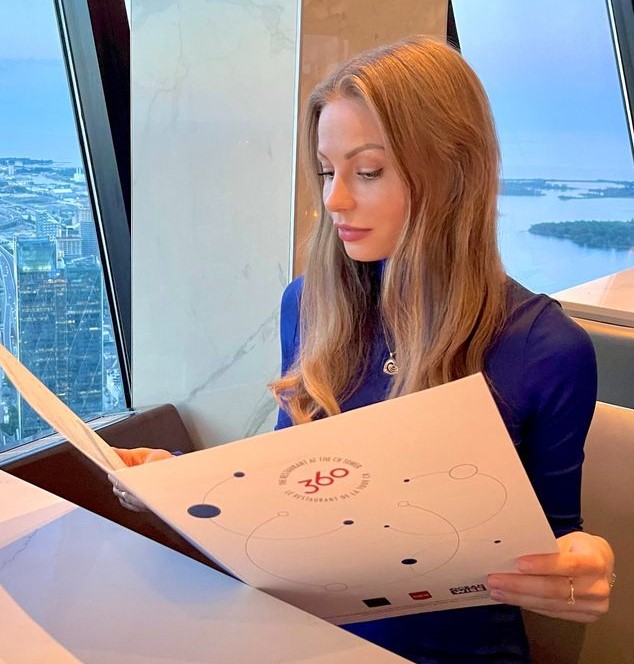 THE RESTAURANT AT THE CN TOWER
360
LE RESTAURANT DE LA TOUR CN